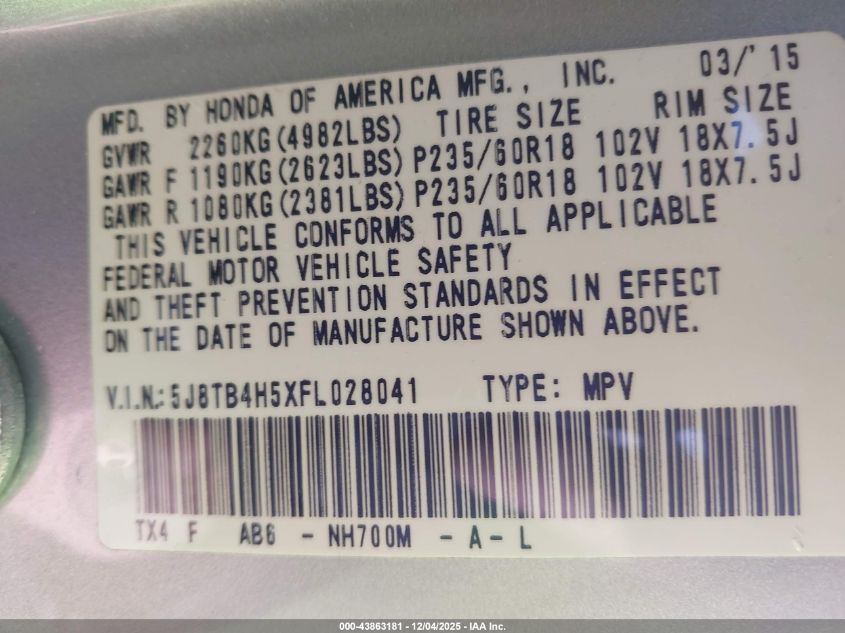 MFD. BY HONDA OF AMERICA MFG., INC. 03/'15
GVWR 2260KG(4982LBS) TIRE SIZE RIM SIZE
GAWR F 1190KG(2623LBS) P235/60R18 102V 18X7.5J
GAWR R 1080KG(2381LBS) P235/60R18 102V 18X7.5J
THIS VEHICLE CONFORMS TO ALL APPLICABLE
FEDERAL MOTOR VEHICLE SAFETY
AND THEFT PREVENTION STANDARDS IN EFFECT
ON THE DATE OF MANUFACTURE SHOWN ABOVE.
V.I.N.: 5J8TB4H5XFL028041 TYPE: MPV
TX4 F AB6 - NH700M - A - L
000-43863181 - 12/04/2025 - IAA Inc.